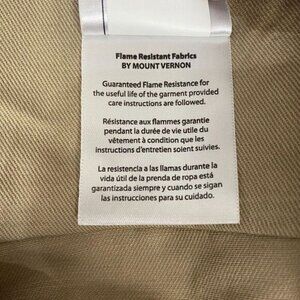 Flame Resistant Fabrics
BY MOUNT VERNON
Guaranteed Flame Resistance for
the useful life of the garment provided
care instructions are followed.
Résistance aux flammes garantie
pendant la durée de vie utile du
vêtement à condition que les
instructions d'entretien soient suivies.
La resistencia a las llamas durante la
vida útil de la prenda de ropa está
garantizada siempre y cuando se sigan
las instrucciones para su cuidado.